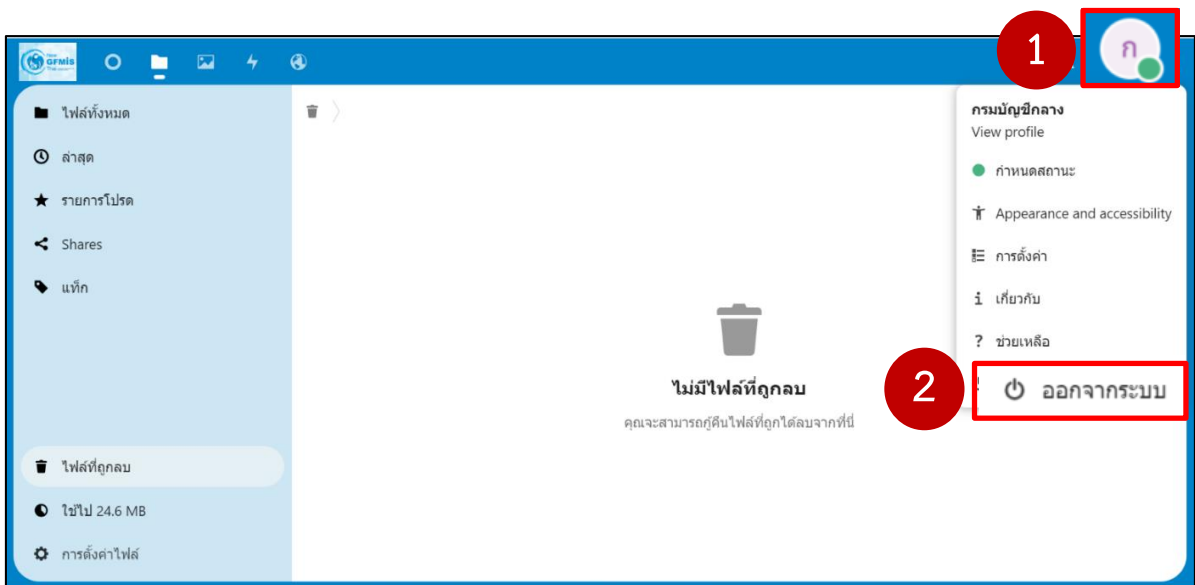 1
New
GFMIS
Thai
ก
ไฟล์ทั้งหมด
ล่าสุด
รายการโปรด
Shares
แท็ก
กรมบัญชีกลาง
View profile
กำหนดสถานะ
Appearance and accessibility
การตั้งค่า
เกี่ยวกับ
ช่วยเหลือ
2
ออกจากระบบ
ไม่มีไฟล์ที่ถูกลบ
คุณจะสามารถกู้คืนไฟล์ที่ถูกได้ลบจากที่นี่
ไฟล์ที่ถูกลบ
ใช้ไป 24.6 MB
การตั้งค่าไฟล์